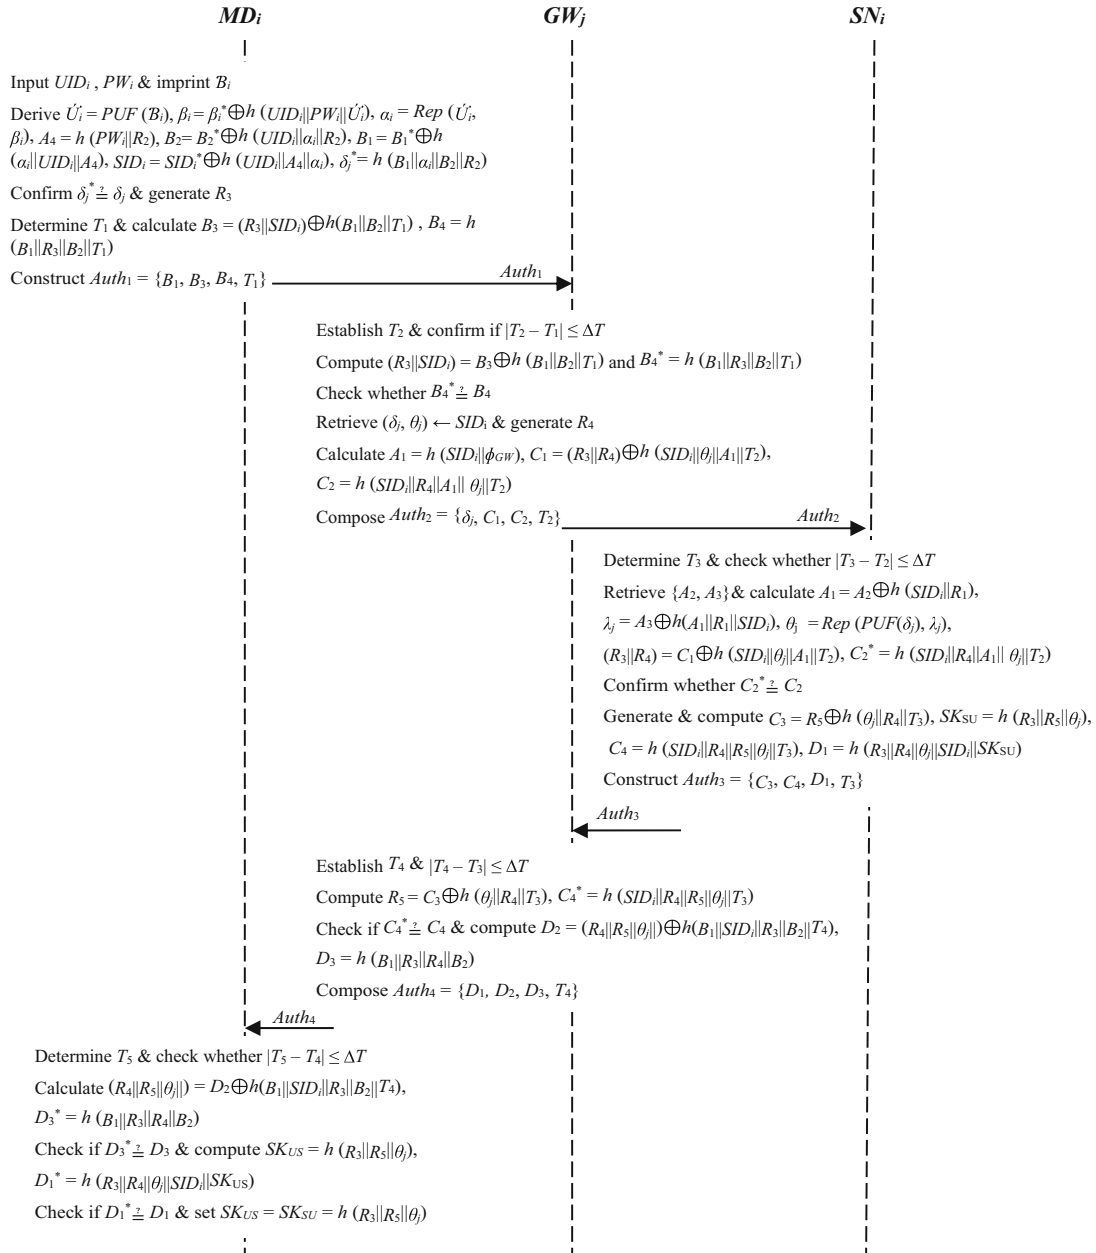 MDi GWj SNi
Input UIDi , PWi & imprint ℬi
Derive Úi = PUF (ℬi), βi = βi*⨁h (UIDi||PWi||Úi), αi = Rep (Úi,
βi), A4 = h (PWi||R2), B2= B2*⨁h (UIDi||αi||R2), B1 = B1*⨁h
(αi||UIDi||A4), SIDi = SIDi*⨁h (UIDi||A4||αi), δj*= h (B1||αi||B2||R2)
Confirm δj* ≟ δj & generate R3
Determine T1 & calculate B3 = (R3||SIDi)⨁h(B1||B2||T1) , B4 = h
(B1||R3||B2||T1)
Construct Auth1 = {B1, B3, B4, T1}
Auth1
Establish T2 & confirm if |T2 – T1| ≤ ΔT
Compute (R3||SIDi) = B3⨁h (B1||B2||T1) and B4* = h (B1||R3||B2||T1)
Check whether B4* ≟ B4
Retrieve (δj, θj) ← SIDi & generate R4
Calculate A1 = h (SIDi||ϕGW), C1 = (R3||R4)⨁h (SIDi||θj||A1||T2),
C2 = h (SIDi||R4||A1|| θj||T2)
Compose Auth2 = {δj, C1, C2, T2}
Auth2
Determine T3 & check whether |T3 – T2| ≤ ΔT
Retrieve {A2, A3}& calculate A1 = A2⨁h (SIDi||R1),
λj = A3⨁h(A1||R1||SIDi), θj =Rep (PUF(δj), λj),
(R3||R4) = C1⨁h (SIDi||θj||A1||T2), C2* = h (SIDi||R4||A1|| θj||T2)
Confirm whether C2* ≟ C2
Generate & compute C3 = R5⨁h (θj||R4||T3), SKSU = h (R3||R5||θj),
C4 = h (SIDi||R4||R5||θj||T3), D1 = h (R3||R4||θj||SIDi||SKSU)
Construct Auth3 = {C3, C4, D1, T3}
Auth3
Establish T4 & |T4 – T3| ≤ ΔT
Compute R5 = C3⨁h (θj||R4||T3), C4* = h (SIDi||R4||R5||θj||T3)
Check if C4* ≟ C4 & compute D2 = (R4||R5||θj||)⨁h(B1||SIDi||R3||B2||T4),
D3 = h (B1||R3||R4||B2)
Compose Auth4 = {D1, D2, D3, T4}
Auth4
Determine T5 & check whether |T5 – T4| ≤ ΔT
Calculate (R4||R5||θj||) = D2⨁h(B1||SIDi||R3||B2||T4),
D3* = h (B1||R3||R4||B2)
Check if D3* ≟ D3 & compute SKUS = h (R3||R5||θj),
D1* = h (R3||R4||θj||SIDi||SKUS)
Check if D1* ≟ D1 & set SKUS = SKSU = h (R3||R5||θj)